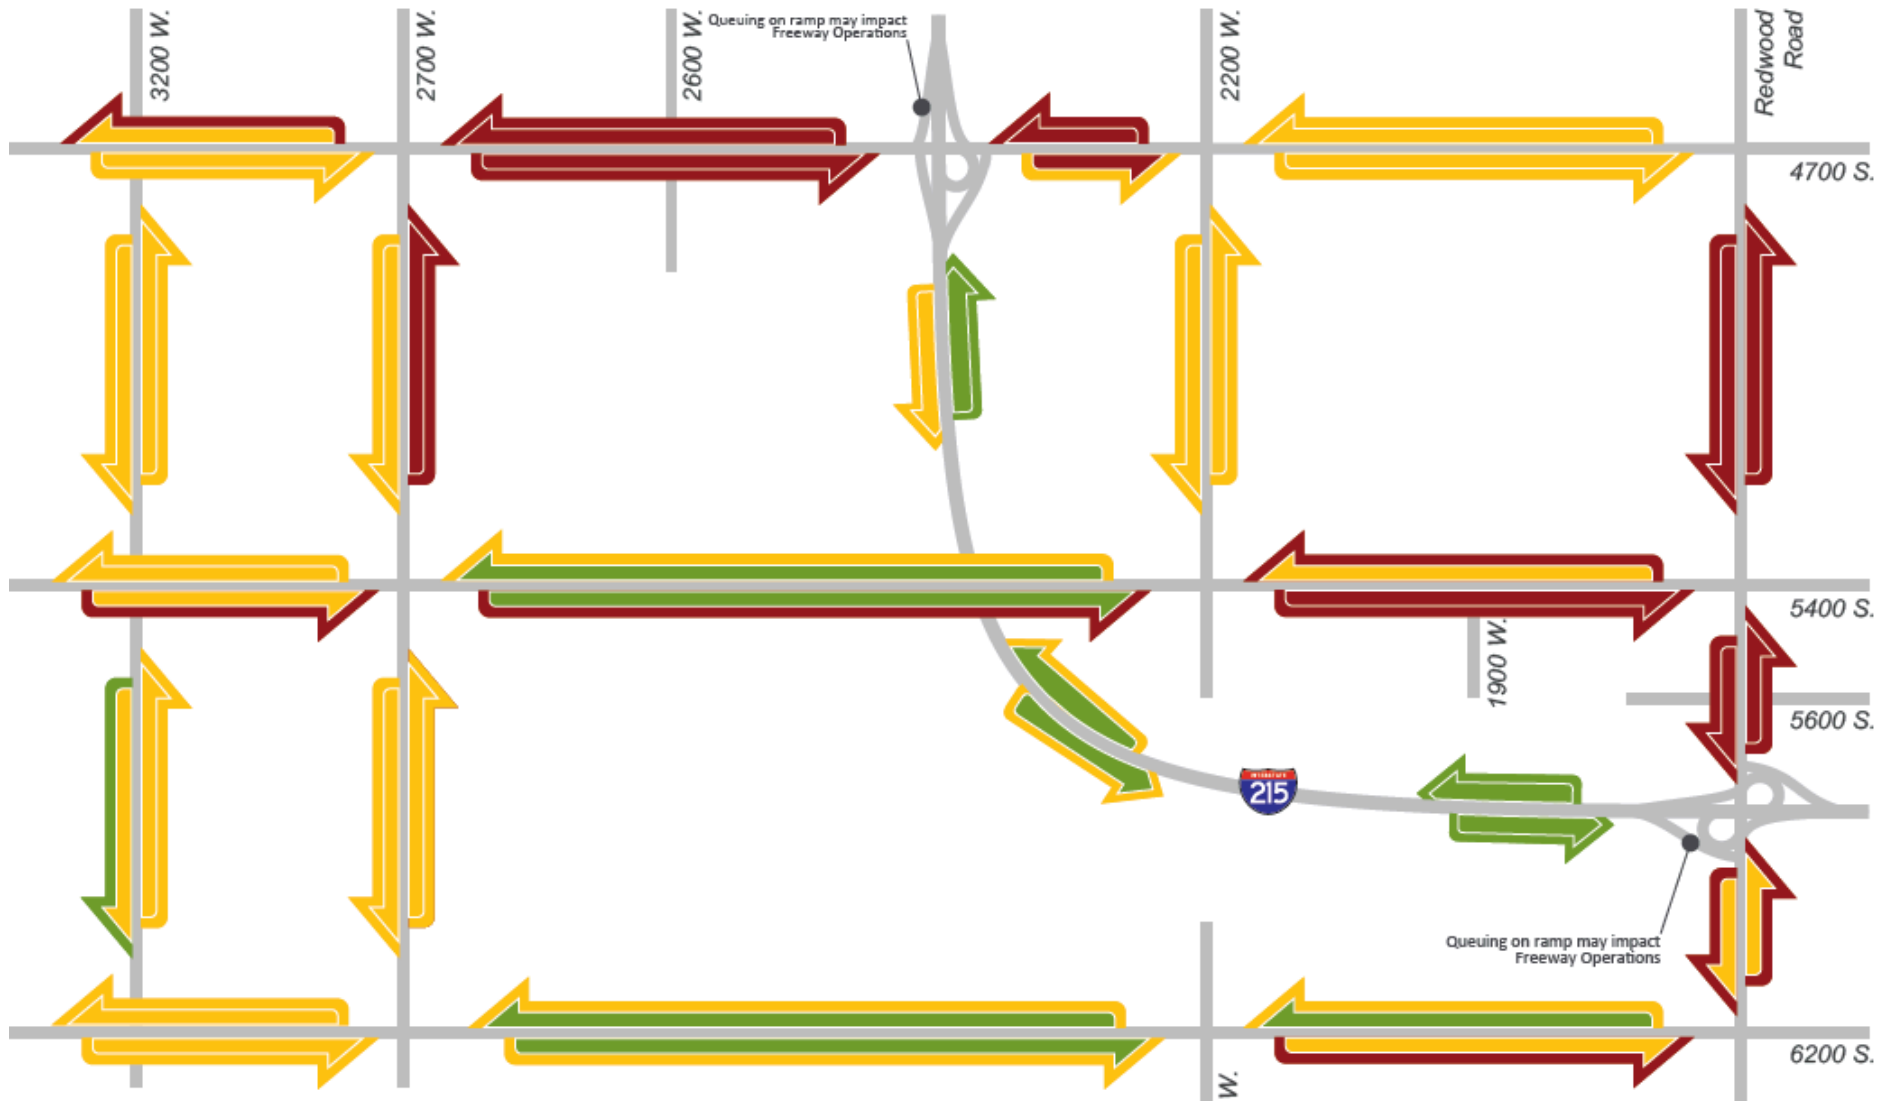 3200 W.
2700 W.
2600 W.
Queuing on ramp may impact
Freeway Operations
2200 W.
Redwood
Road
4700 S.
5400 S.
1900 W.
5600 S.
INTERSTATE
215
Queuing on ramp may impact
Freeway Operations
6200 S.
W.